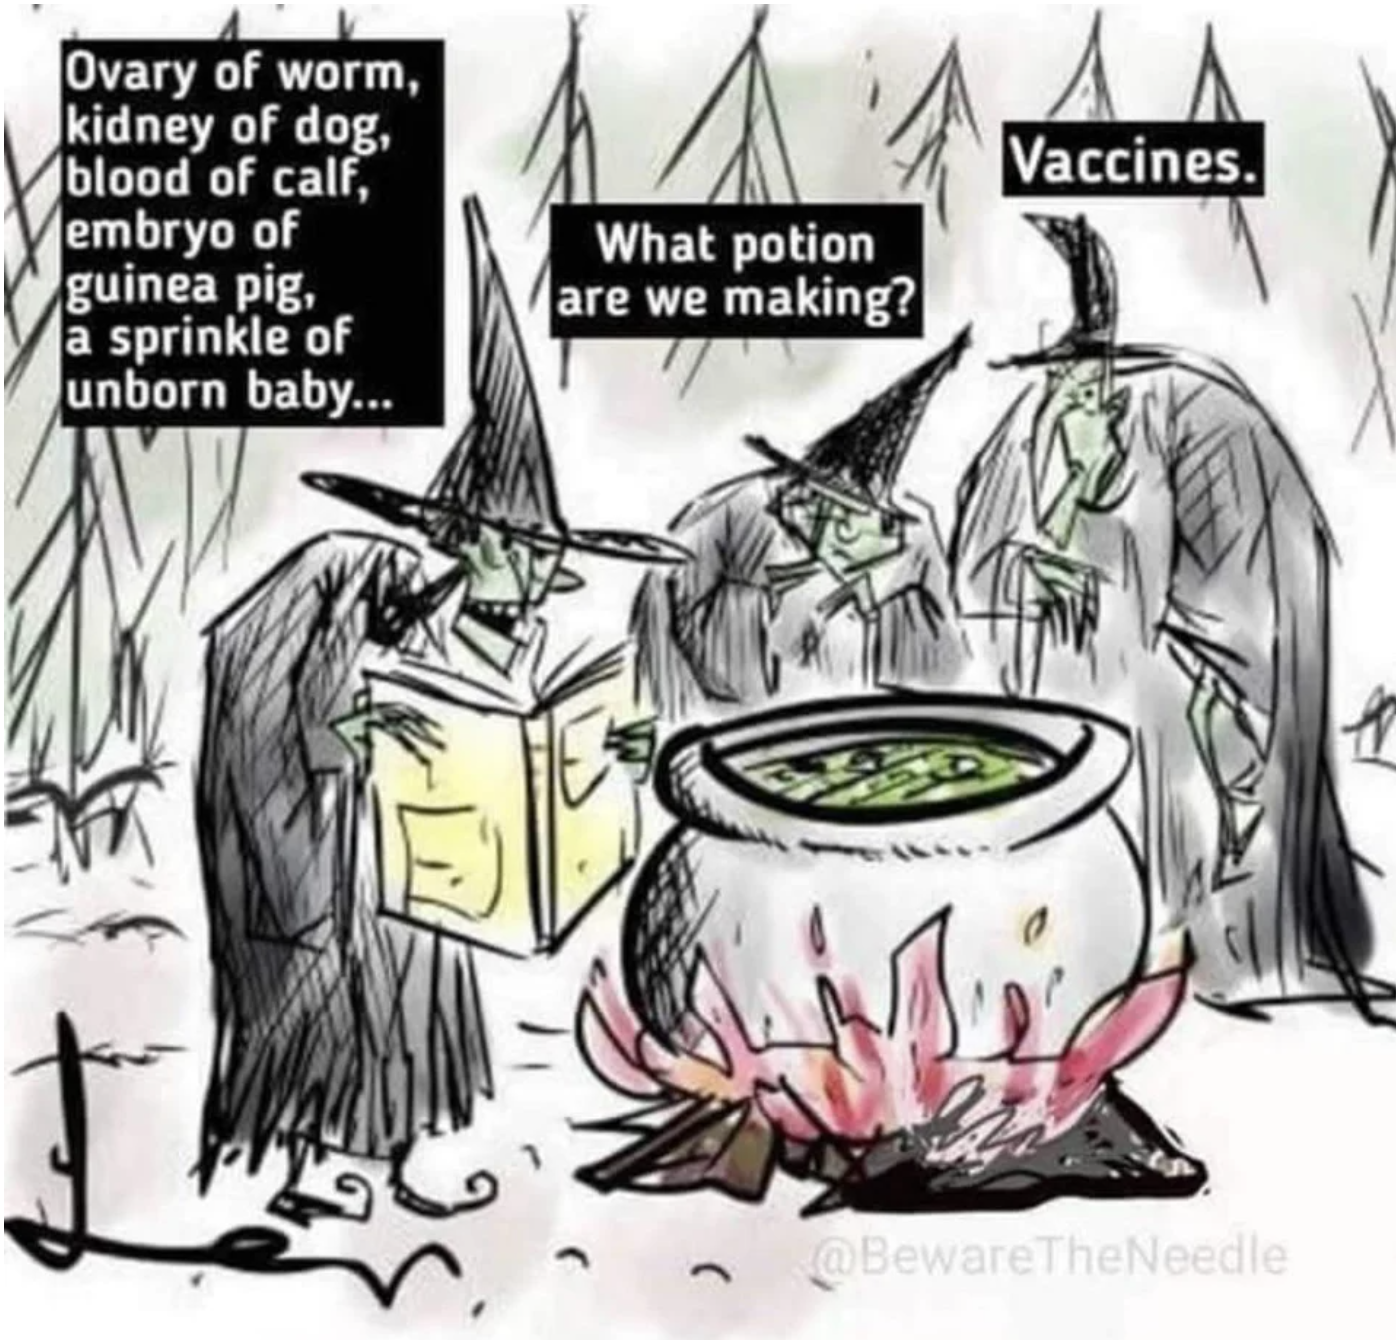 Ovary of worm,
kidney of dog,
blood of calf,
embryo of
guinea pig,
a sprinkle of
unborn baby...
What potion
are we making?
Vaccines.
@BewareTheNeedle